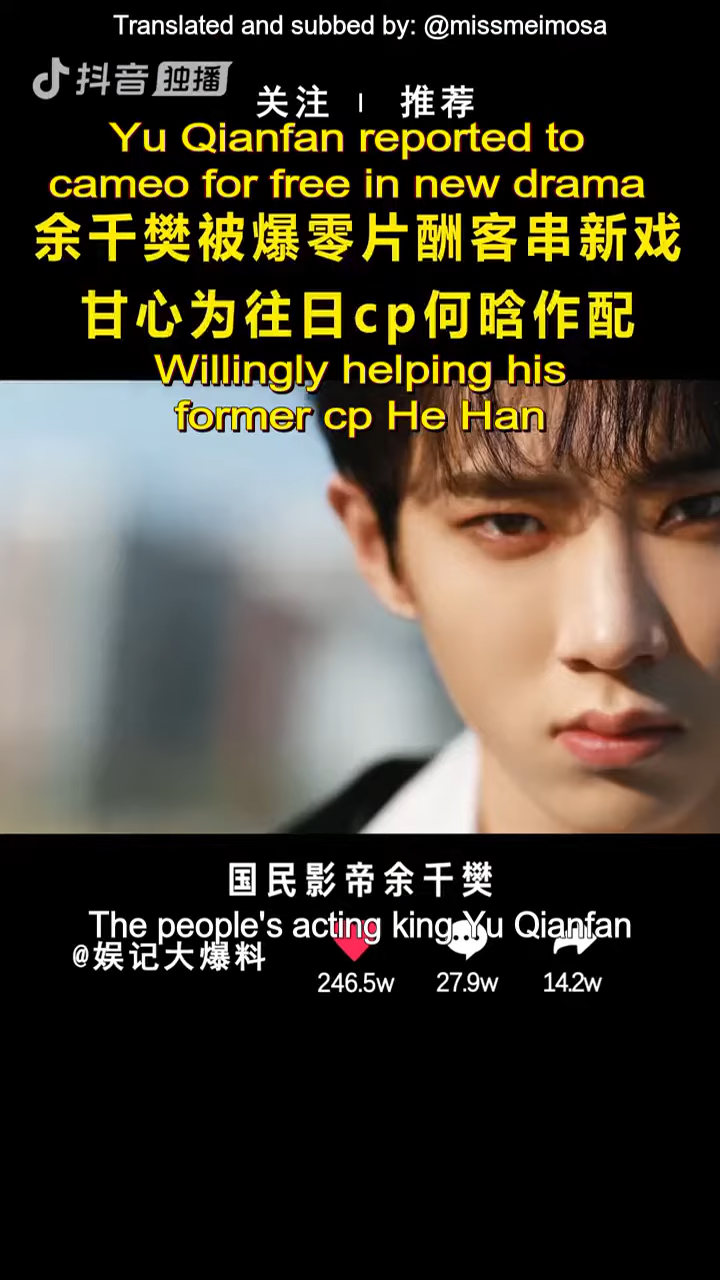 Translated and subbed by: @missmeimosa
抖音 独播
关注 | 推荐
Yu Qianfan reported to
cameo for free in new drama
余千樊被爆零片酬客串新戏
甘心为往日cp何晗作配
Willingly helping his
former cp He Han
国民影帝余千樊
The people's acting king Yu Qianfan
@娱记大爆料
246.5w 27.9w 14.2w